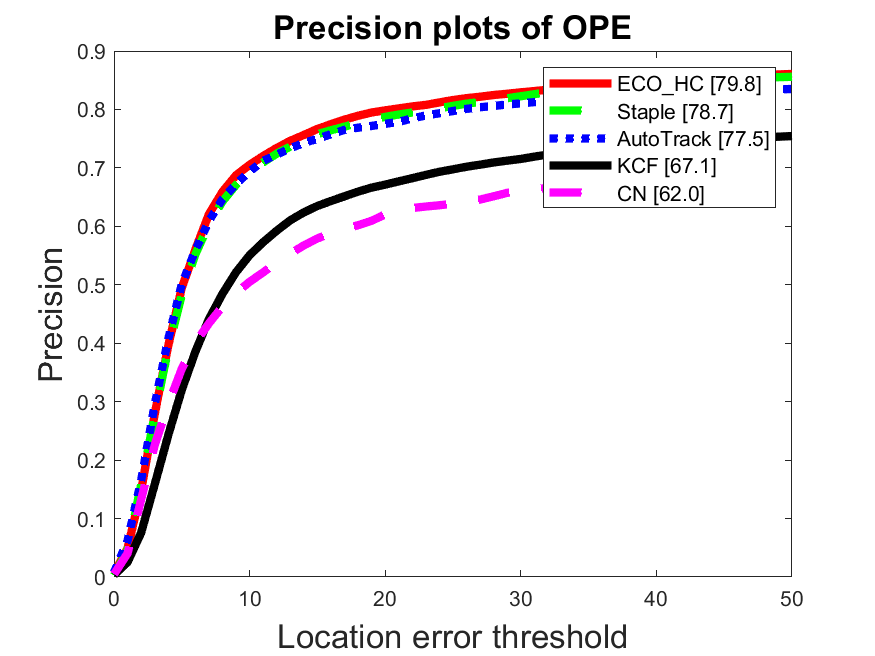 Precision plots of OPE
0.9
0.8
0.7
0.6
0.5
0.4
0.3
0.2
0.1
0
Precision
ECO_HC [79.8]
Staple [78.7]
AutoTrack [77.5]
KCF [67.1]
CN [62.0]
0 10 20 30 40 50
Location error threshold